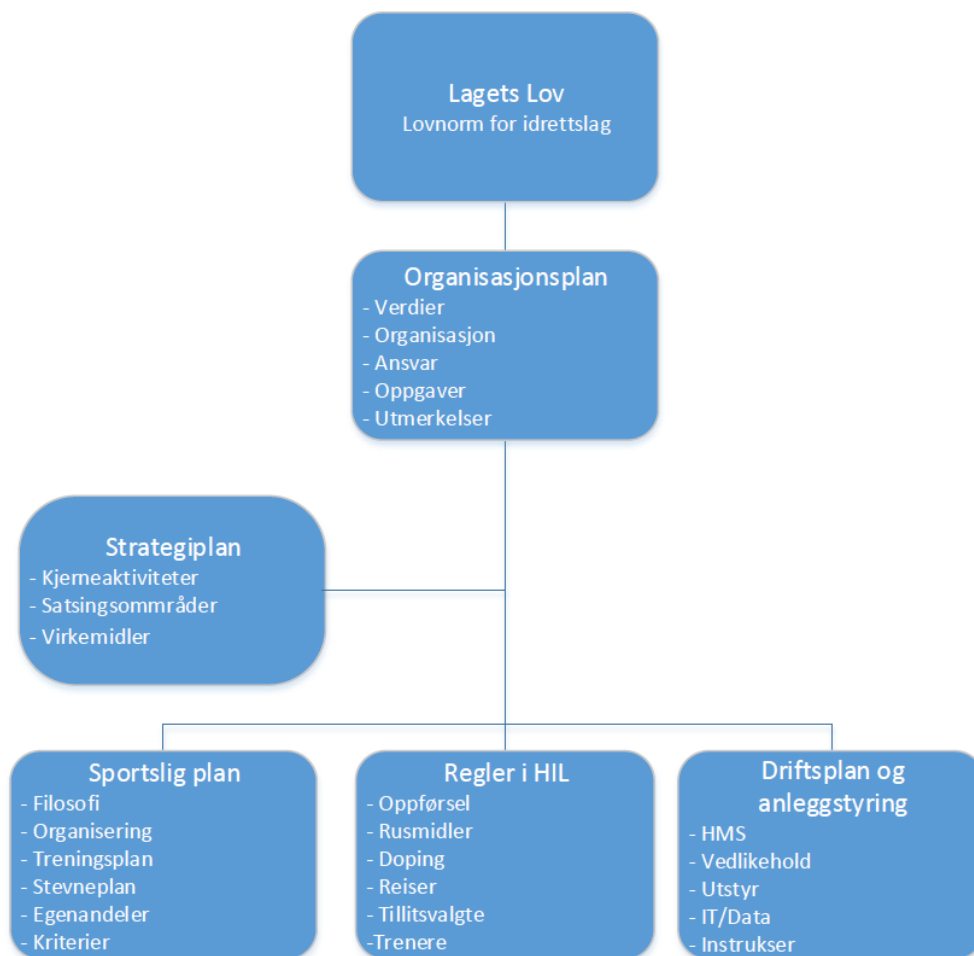 Lagets Lov
Lovnorm for idrettslag
Organisasjonsplan
- Verdier
- Organisasjon
- Ansvar
- Oppgaver
- Utmerkelser
Strategiplan
- Kjerneaktiviteter
- Satsingsommråder
- Virkemidler
Sportslig plan
- Filosofi
- Organisering
- Treningsplan
- Stevneplan
- Egenandeler
- Kriterier
Regler i HIL
- Oppførsel
- Rusmidler
- Doping
- Reiser
- Tillitsvalgte
-Trenere
Driftsplan og
anleggstyring
- HMS
- Vedlikehold
- Utstyr
- IT/Data
- Instrukser